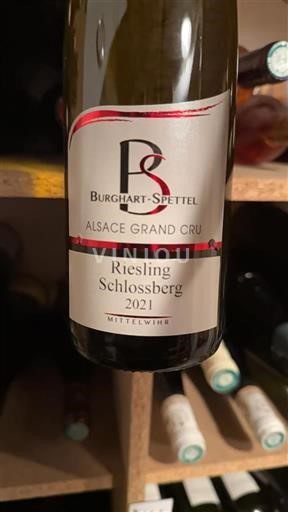 BS
BURGHART-SPETTEL
ALSACE GRAND CRU
VINIOU
Riesling
Schlossberg
2021
MITTELWIHR